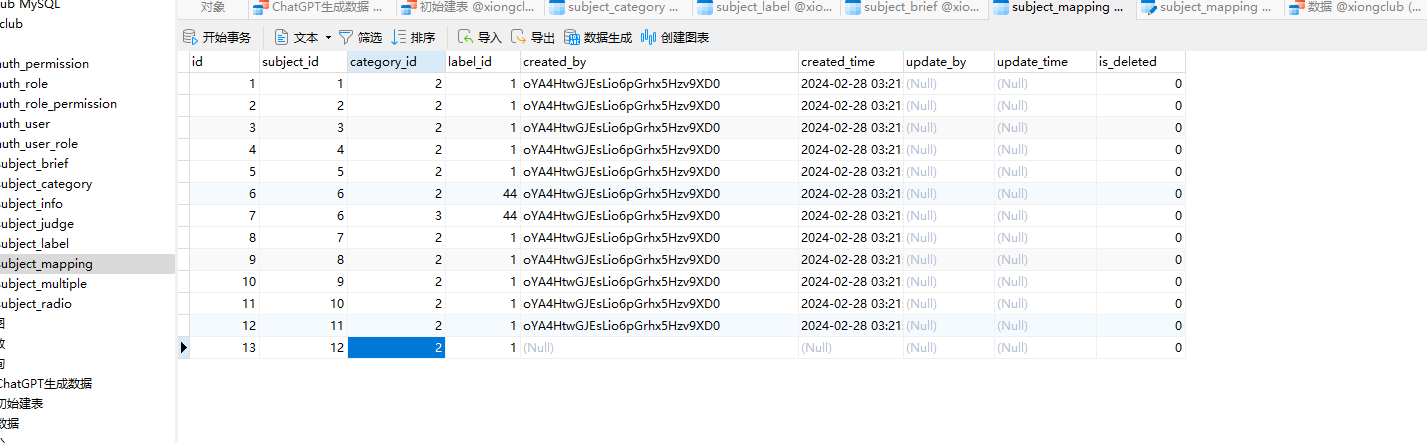 ub MySQL
club
uth_permission
uth_role
uth_role_permission
uth_user
uth_user_role
subject_brief
subject_category
subject_info
subject_judge
subject_label
subject_mapping
subject_multiple
subject_radio
图
询
ChatGPT生成数据
初始建表
数据
对象 ChatGPT生成数据 ... 初始建表 @xiongcl... subject_category ... subject_label @xio... subject_brief @xio... subject_mapping ... subject_mapping ... 数据 @xiongclub (...
开始事务 文本 筛选 排序 导入 导出 数据生成 创建图表
id subject_id category_id label_id created_by created_time update_by update_time is_deleted
1 1 2 1 oYA4HtwGJEsLio6pGrhx5Hzv9XD0 2024-02-28 03:21: (Null) (Null) 0
2 2 2 1 oYA4HtwGJEsLio6pGrhx5Hzv9XD0 2024-02-28 03:21: (Null) (Null) 0
3 3 2 1 oYA4HtwGJEsLio6pGrhx5Hzv9XD0 2024-02-28 03:21: (Null) (Null) 0
4 4 2 1 oYA4HtwGJEsLio6pGrhx5Hzv9XD0 2024-02-28 03:21: (Null) (Null) 0
5 5 2 1 oYA4HtwGJEsLio6pGrhx5Hzv9XD0 2024-02-28 03:21: (Null) (Null) 0
6 6 2 44 oYA4HtwGJEsLio6pGrhx5Hzv9XD0 2024-02-28 03:21: (Null) (Null) 0
7 6 3 44 oYA4HtwGJEsLio6pGrhx5Hzv9XD0 2024-02-28 03:21: (Null) (Null) 0
8 7 2 1 oYA4HtwGJEsLio6pGrhx5Hzv9XD0 2024-02-28 03:21: (Null) (Null) 0
9 8 2 1 oYA4HtwGJEsLio6pGrhx5Hzv9XD0 2024-02-28 03:21: (Null) (Null) 0
10 9 2 1 oYA4HtwGJEsLio6pGrhx5Hzv9XD0 2024-02-28 03:21: (Null) (Null) 0
11 10 2 1 oYA4HtwGJEsLio6pGrhx5Hzv9XD0 2024-02-28 03:21: (Null) (Null) 0
12 11 2 1 oYA4HtwGJEsLio6pGrhx5Hzv9XD0 2024-02-28 03:21: (Null) (Null) 0
13 12 2 1 (Null) (Null) (Null) (Null) 0